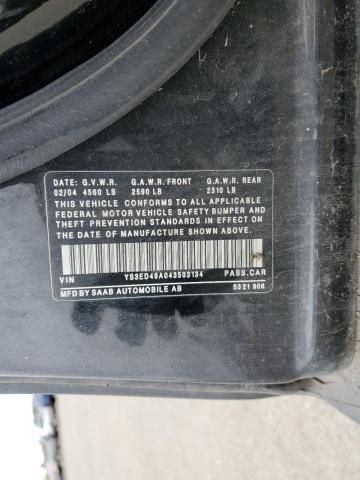 DATE: G.V.W.R. G.A.W.R. FRONT G.A.W.R. REAR
02/04 4580 LB 2590 LB 2310 LB
THIS VEHICLE CONFORMS TO ALL APPLICABLE
FEDERAL MOTOR VEHICLE SAFETY BUMPER AND
THEFT PREVENTION STANDARDS IN EFFECT ON
THE DATE OF MANUFACTURE SHOWN ABOVE.
YS3ED49A043503134
VIN PASS.CAR
MFD BY SAAB AUTOMOBILE AB 5321906